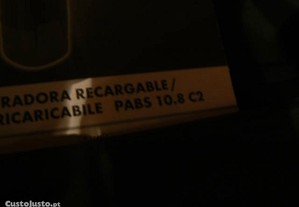 RADORA RECARGABLE/
RICARICABILE PABS 10.8 C2
CustoJusto.pt